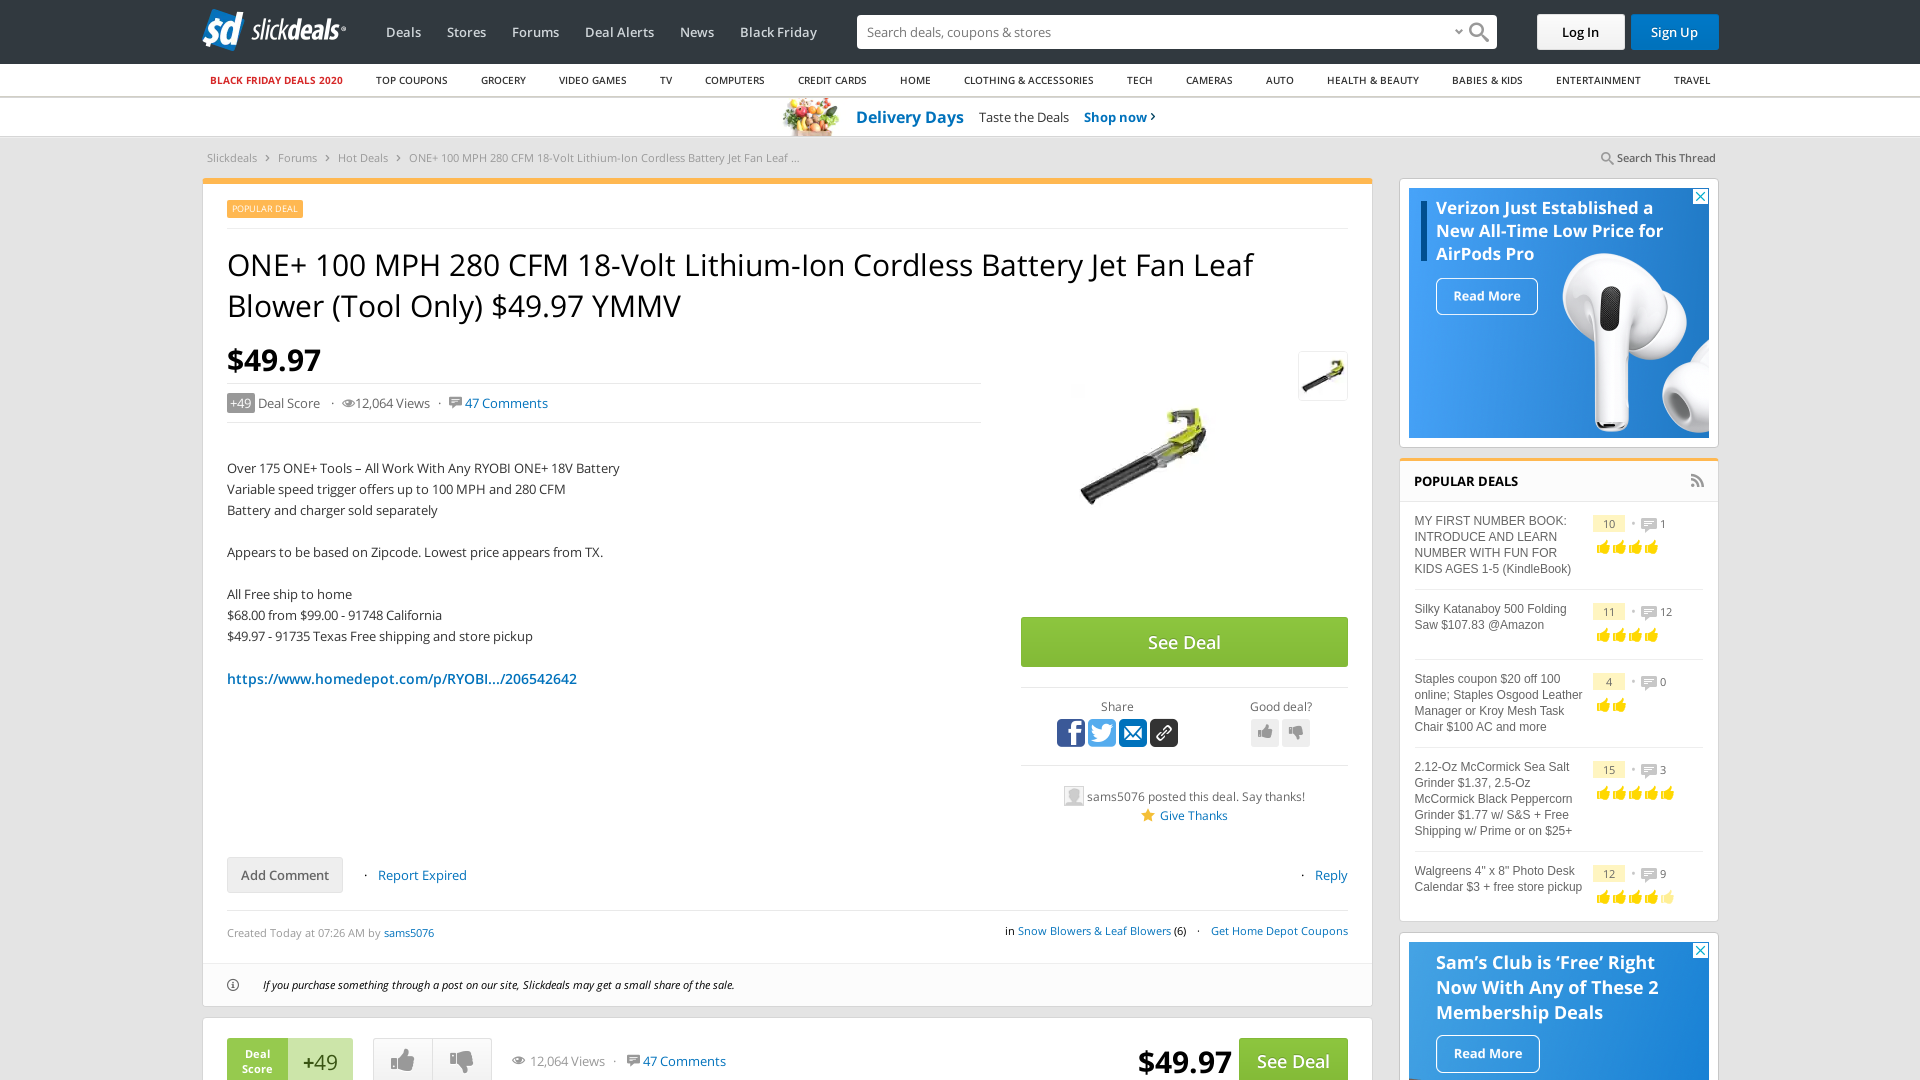 slickdeals
Deals Stores Forums Deal Alerts News Black Friday
Search deals, coupons & stores
Log In
Sign Up
BLACK FRIDAY DEALS 2020 TOP COUPONS GROCERY VIDEO GAMES TV COMPUTERS CREDIT CARDS HOME CLOTHING & ACCESSORIES TECH CAMERAS AUTO HEALTH & BEAUTY BABIES & KIDS ENTERTAINMENT TRAVEL
Delivery Days Taste the Deals Shop now ›
Slickdeals › Forums › Hot Deals › ONE+ 100 MPH 280 CFM 18-Volt Lithium-Ion Cordless Battery Jet Fan Leaf ...
Search This Thread
POPULAR DEAL
ONE+ 100 MPH 280 CFM 18-Volt Lithium-Ion Cordless Battery Jet Fan Leaf
Blower (Tool Only) $49.97 YMMV
$49.97
+49 Deal Score · 12,064 Views · 47 Comments
Over 175 ONE+ Tools – All Work With Any RYOBI ONE+ 18V Battery
Variable speed trigger offers up to 100 MPH and 280 CFM
Battery and charger sold separately
Appears to be based on Zipcode. Lowest price appears from TX.
All Free ship to home
$68.00 from $99.00 - 91748 California
$49.97 - 91735 Texas Free shipping and store pickup
https://www.homedepot.com/p/RYOBI.../206542642
See Deal
Share
Good deal?
sams5076 posted this deal. Say thanks!
Give Thanks
Add Comment · Report Expired
· Reply
Created Today at 07:26 AM by sams5076
in Snow Blowers & Leaf Blowers (6) · Get Home Depot Coupons
If you purchase something through a post on our site, Slickdeals may get a small share of the sale.
Deal
Score
+49
12,064 Views · 47 Comments
$49.97
See Deal
Verizon Just Established a
New All-Time Low Price for
AirPods Pro
Read More
POPULAR DEALS
MY FIRST NUMBER BOOK:
INTRODUCE AND LEARN
NUMBER WITH FUN FOR
KIDS AGES 1-5 (KindleBook)
10 • 1
Silky Katanaboy 500 Folding
Saw $107.83 @Amazon
11 • 12
Staples coupon $20 off 100
online; Staples Osgood Leather
Manager or Kroy Mesh Task
Chair $100 AC and more
4 • 0
2.12-Oz McCormick Sea Salt
Grinder $1.37, 2.5-Oz
McCormick Black Peppercorn
Grinder $1.77 w/ S&S + Free
Shipping w/ Prime or on $25+
15 • 3
Walgreens 4" x 8" Photo Desk
Calendar $3 + free store pickup
12 • 9
Sam's Club is 'Free' Right
Now With Any of These 2
Membership Deals
Read More